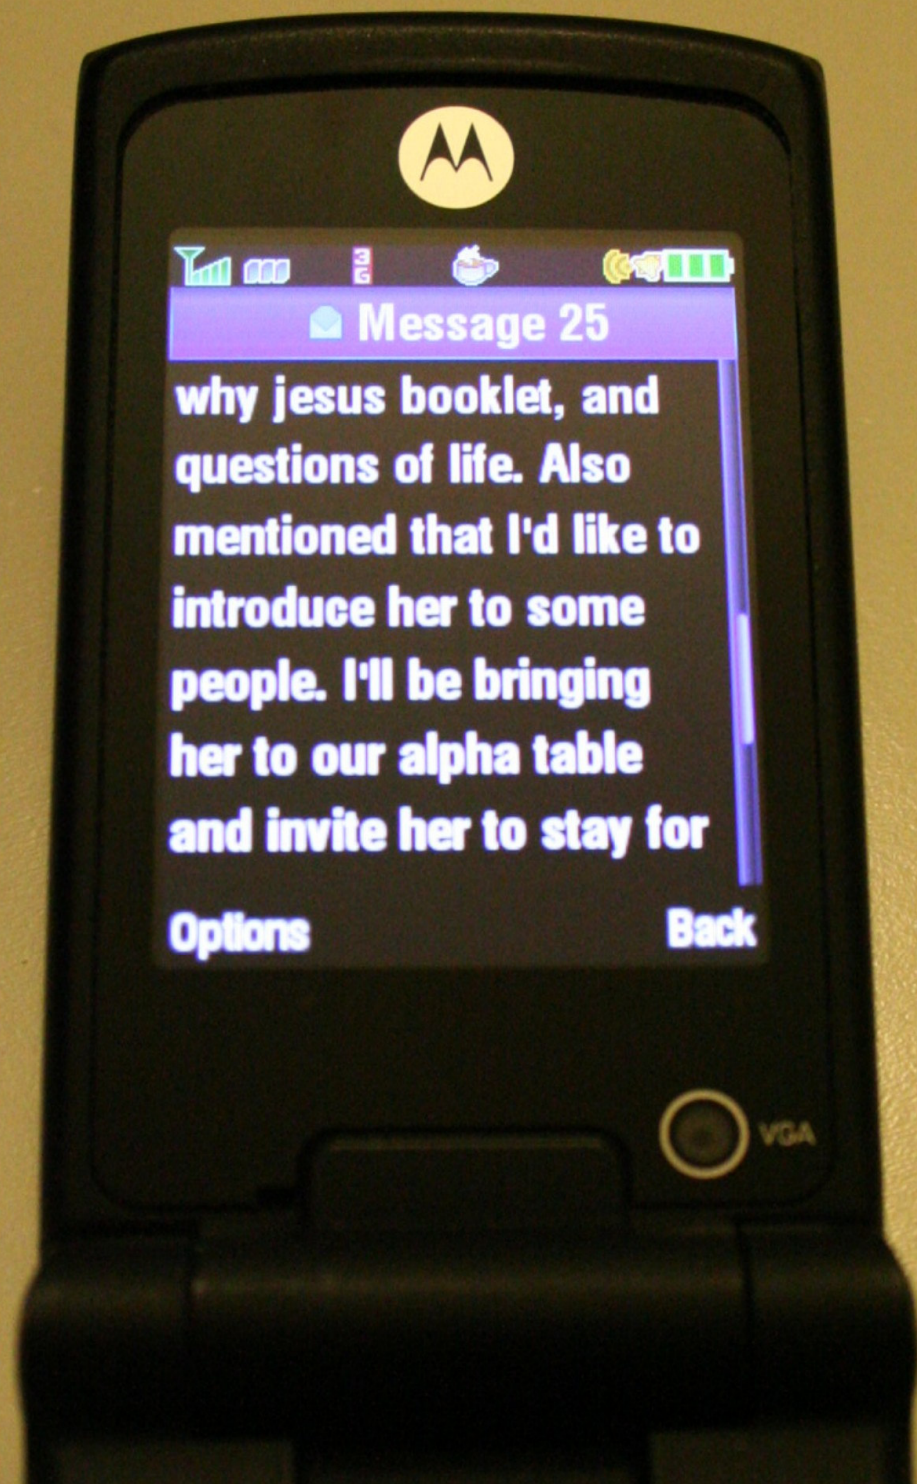 3G
Message 25
why jesus booklet, and
questions of life. Also
mentioned that I'd like to
introduce her to some
people. I'll be bringing
her to our alpha table
and invite her to stay for
Options Back
VGA